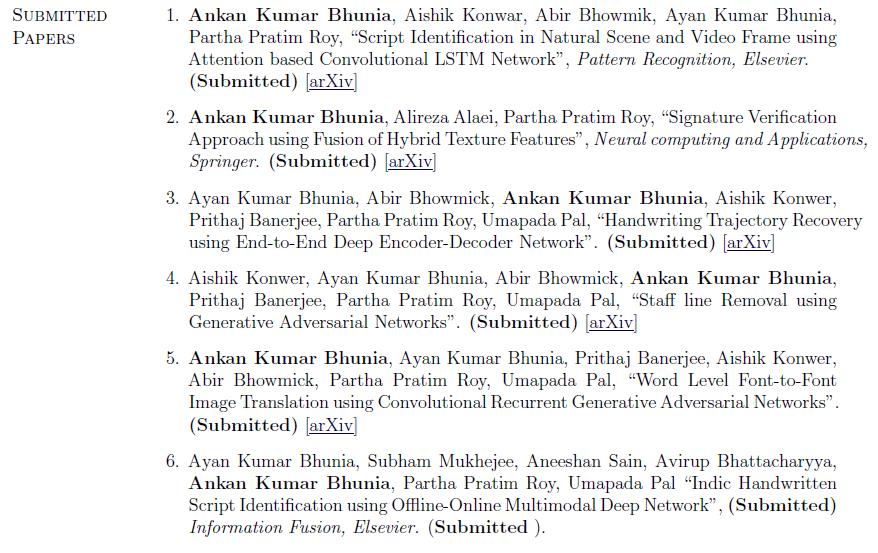 SUBMITTED
PAPERS
1. Ankan Kumar Bhunia, Aishik Konwar, Abir Bhowmik, Ayan Kumar Bhunia,
Partha Pratim Roy, “Script Identification in Natural Scene and Video Frame using
Attention based Convolutional LSTM Network”, Pattern Recognition, Elsevier.
(Submitted) [arXiv]
2. Ankan Kumar Bhunia, Alireza Alaei, Partha Pratim Roy, “Signature Verification
Approach using Fusion of Hybrid Texture Features”, Neural computing and Applications,
Springer. (Submitted) [arXiv]
3. Ayan Kumar Bhunia, Abir Bhowmick, Ankan Kumar Bhunia, Aishik Konwer,
Prithaj Banerjee, Partha Pratim Roy, Umapada Pal, “Handwriting Trajectory Recovery
using End-to-End Deep Encoder-Decoder Network”. (Submitted) [arXiv]
4. Aishik Konwer, Ayan Kumar Bhunia, Abir Bhowmick, Ankan Kumar Bhunia,
Prithaj Banerjee, Partha Pratim Roy, Umapada Pal, “Staff line Removal using
Generative Adversarial Networks”. (Submitted) [arXiv]
5. Ankan Kumar Bhunia, Ayan Kumar Bhunia, Prithaj Banerjee, Aishik Konwer,
Abir Bhowmick, Partha Pratim Roy, Umapada Pal, “Word Level Font-to-Font
Image Translation using Convolutional Recurrent Generative Adversarial Networks”.
(Submitted) [arXiv]
6. Ayan Kumar Bhunia, Subham Mukhejee, Aneeshan Sain, Avirup Bhattacharyya,
Ankan Kumar Bhunia, Partha Pratim Roy, Umapada Pal “Indic Handwritten
Script Identification using Offline-Online Multimodal Deep Network”, (Submitted)
Information Fusion, Elsevier. (Submitted ).